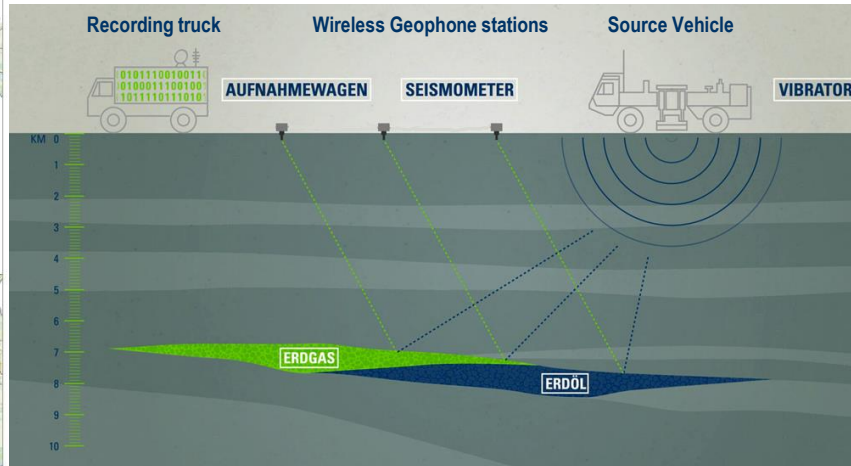 Recording truck
Wireless Geophone stations
Source Vehicle
0101110010011
0100011100100
1011110111010
AUFNAHMEWAGEN
SEISMOMETER
VIBRATOR
KM 0
1
2
3
4
5
6
7
8
9
10
ERDGAS
ERDÖL